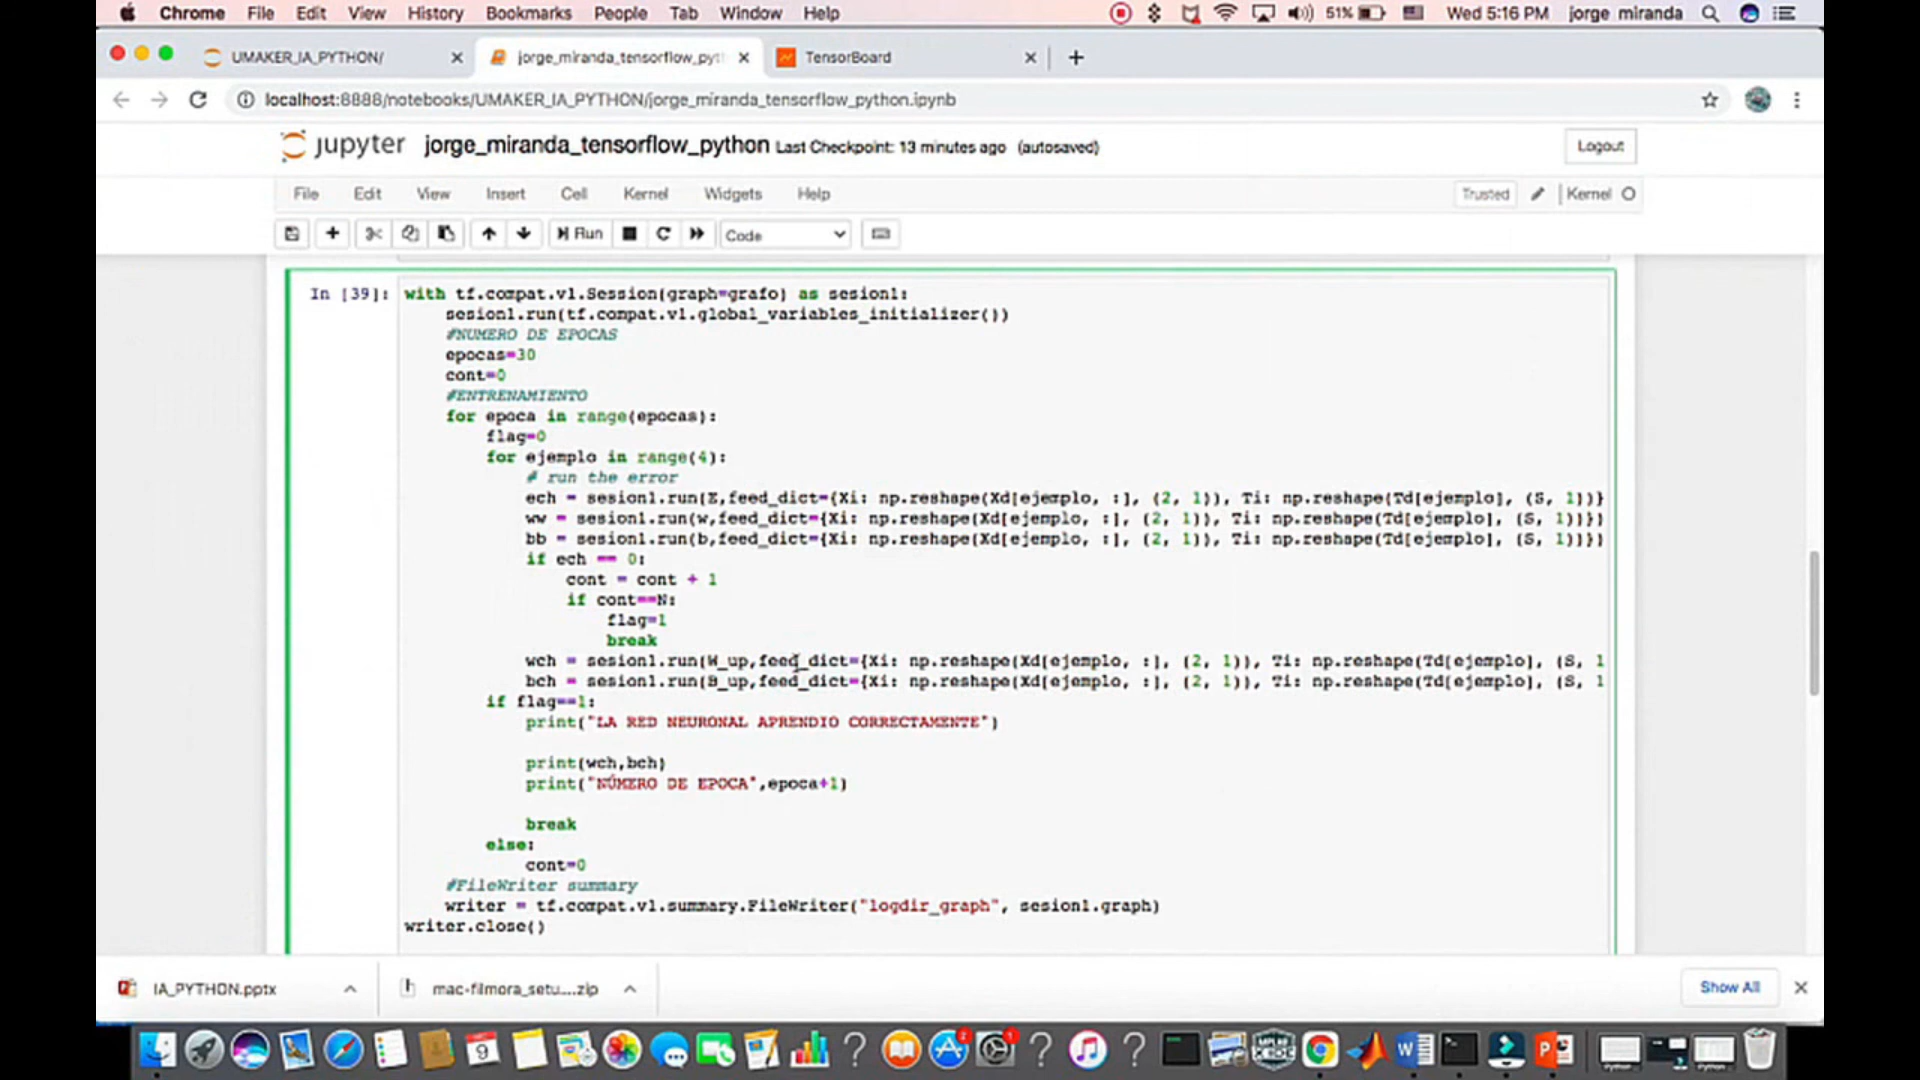 Chrome File Edit View History Bookmarks People Tab Window Help 51% Wed 5:16 PM jorge miranda
UMAKER_IA_PYTHON/ jorge_miranda_tensorflow_pyt TensorBoard
localhost:8888/notebooks/UMAKER_IA_PYTHON/jorge_miranda_tensorflow_python.ipynb
jupyter jorge_miranda_tensorflow_python Last Checkpoint: 13 minutes ago (autosaved) Logout
File Edit View Insert Cell Kernel Widgets Help Trusted Kernel
Run Code
In [39]: with tf.compat.v1.Session(graph=grafo) as sesion1:
sesion1.run(tf.compat.v1.global_variables_initializer())
#NUMERO DE EPOCAS
epocas=30
cont=0
#ENTRENAMIENTO
for epoca in range(epocas):
flag=0
for ejemplo in range(4):
# run the error
ech = sesion1.run(E,feed_dict={Xi: np.reshape(Xd[ejemplo, :], (2, 1)), Ti: np.reshape(Td[ejemplo], (S, 1))}
ww = sesion1.run(w,feed_dict={Xi: np.reshape(Xd[ejemplo, :], (2, 1)), Ti: np.reshape(Td[ejemplo], (S, 1))})
bb = sesion1.run(b,feed_dict={Xi: np.reshape(Xd[ejemplo, :], (2, 1)), Ti: np.reshape(Td[ejemplo], (S, 1))})
if ech == 0:
cont = cont + 1
if cont==N:
flag=1
break
wch = sesion1.run(W_up,feed_dict={Xi: np.reshape(Xd[ejemplo, :], (2, 1)), Ti: np.reshape(Td[ejemplo], (S, 1
bch = sesion1.run(B_up,feed_dict={Xi: np.reshape(Xd[ejemplo, :], (2, 1)), Ti: np.reshape(Td[ejemplo], (S, 1
if flag==1:
print("LA RED NEURONAL APRENDIO CORRECTAMENTE")
print(wch,bch)
print("NÚMERO DE EPOCA",epoca+1)
break
else:
cont=0
#FileWriter summary
writer = tf.compat.v1.summary.FileWriter("logdir_graph", sesion1.graph)
writer.close()
IA_PYTHON.pptx mac-filmora_setu....zip Show All
9